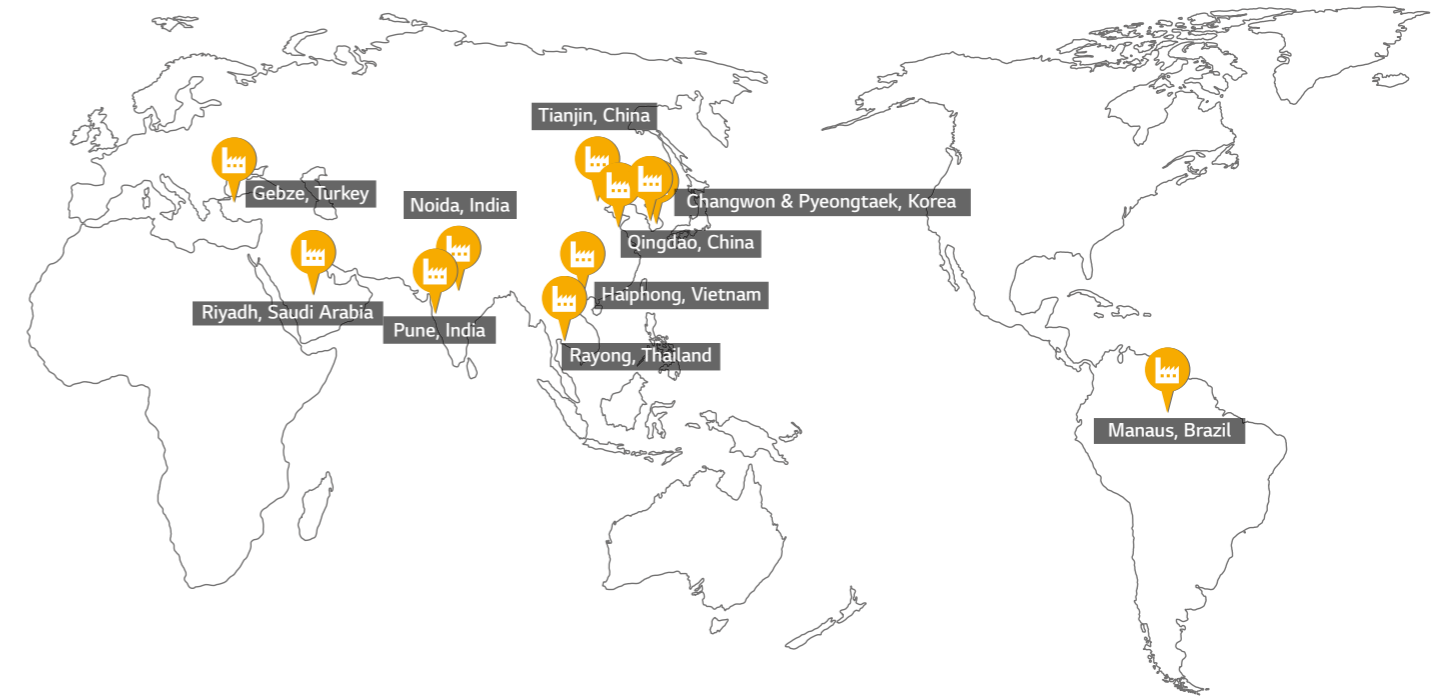 Tianjin, China
Gebze, Turkey
Noida, India
Changwon & Pyeongtaek, Korea
Qingdao, China
Riyadh, Saudi Arabia
Pune, India
Haiphong, Vietnam
Rayong, Thailand
Manaus, Brazil